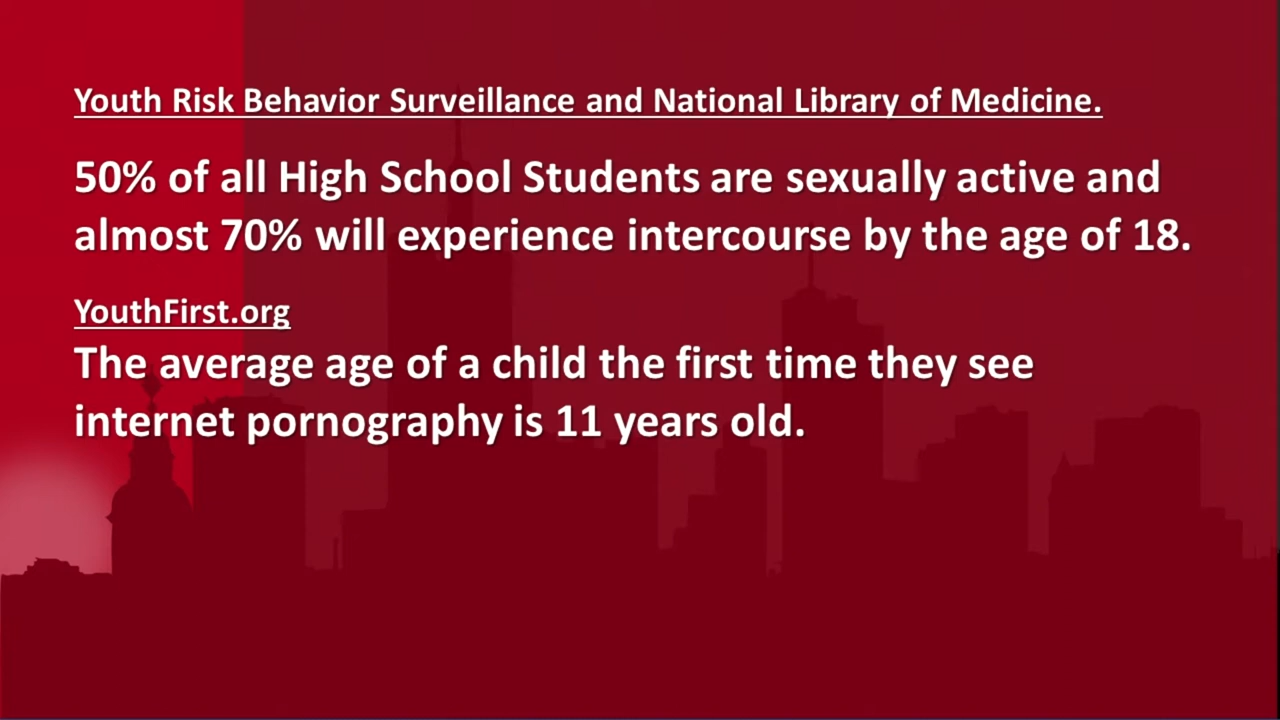 Youth Risk Behavior Surveillance and National Library of Medicine.
50% of all High School Students are sexually active and
almost 70% will experience intercourse by the age of 18.
YouthFirst.org
The average age of a child the first time they see
internet pornography is 11 years old.